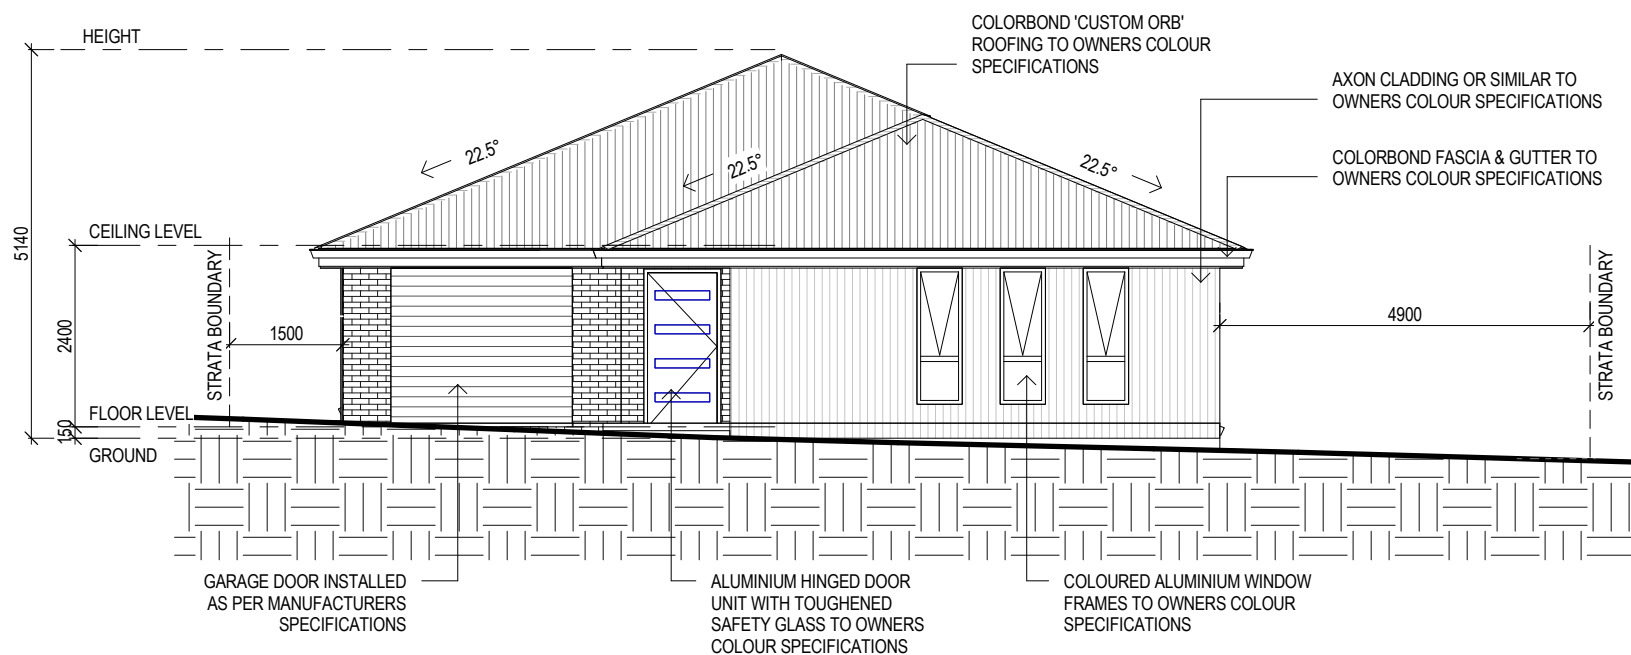 HEIGHT
COLORBOND 'CUSTOM ORB'
ROOFING TO OWNERS COLOUR
SPECIFICATIONS
AXON CLADDING OR SIMILAR TO
OWNERS COLOUR SPECIFICATIONS
COLORBOND FASCIA & GUTTER TO
OWNERS COLOUR SPECIFICATIONS
22.5°
22.5°
22.5°
5140
CEILING LEVEL
2400
STRATA BOUNDARY
1500
4900
STRATA BOUNDARY
FLOOR LEVEL
150
GROUND
GARAGE DOOR INSTALLED
AS PER MANUFACTURERS
SPECIFICATIONS
ALUMINIUM HINGED DOOR
UNIT WITH TOUGHENED
SAFETY GLASS TO OWNERS
COLOUR SPECIFICATIONS
COLOURED ALUMINIUM WINDOW
FRAMES TO OWNERS COLOUR
SPECIFICATIONS